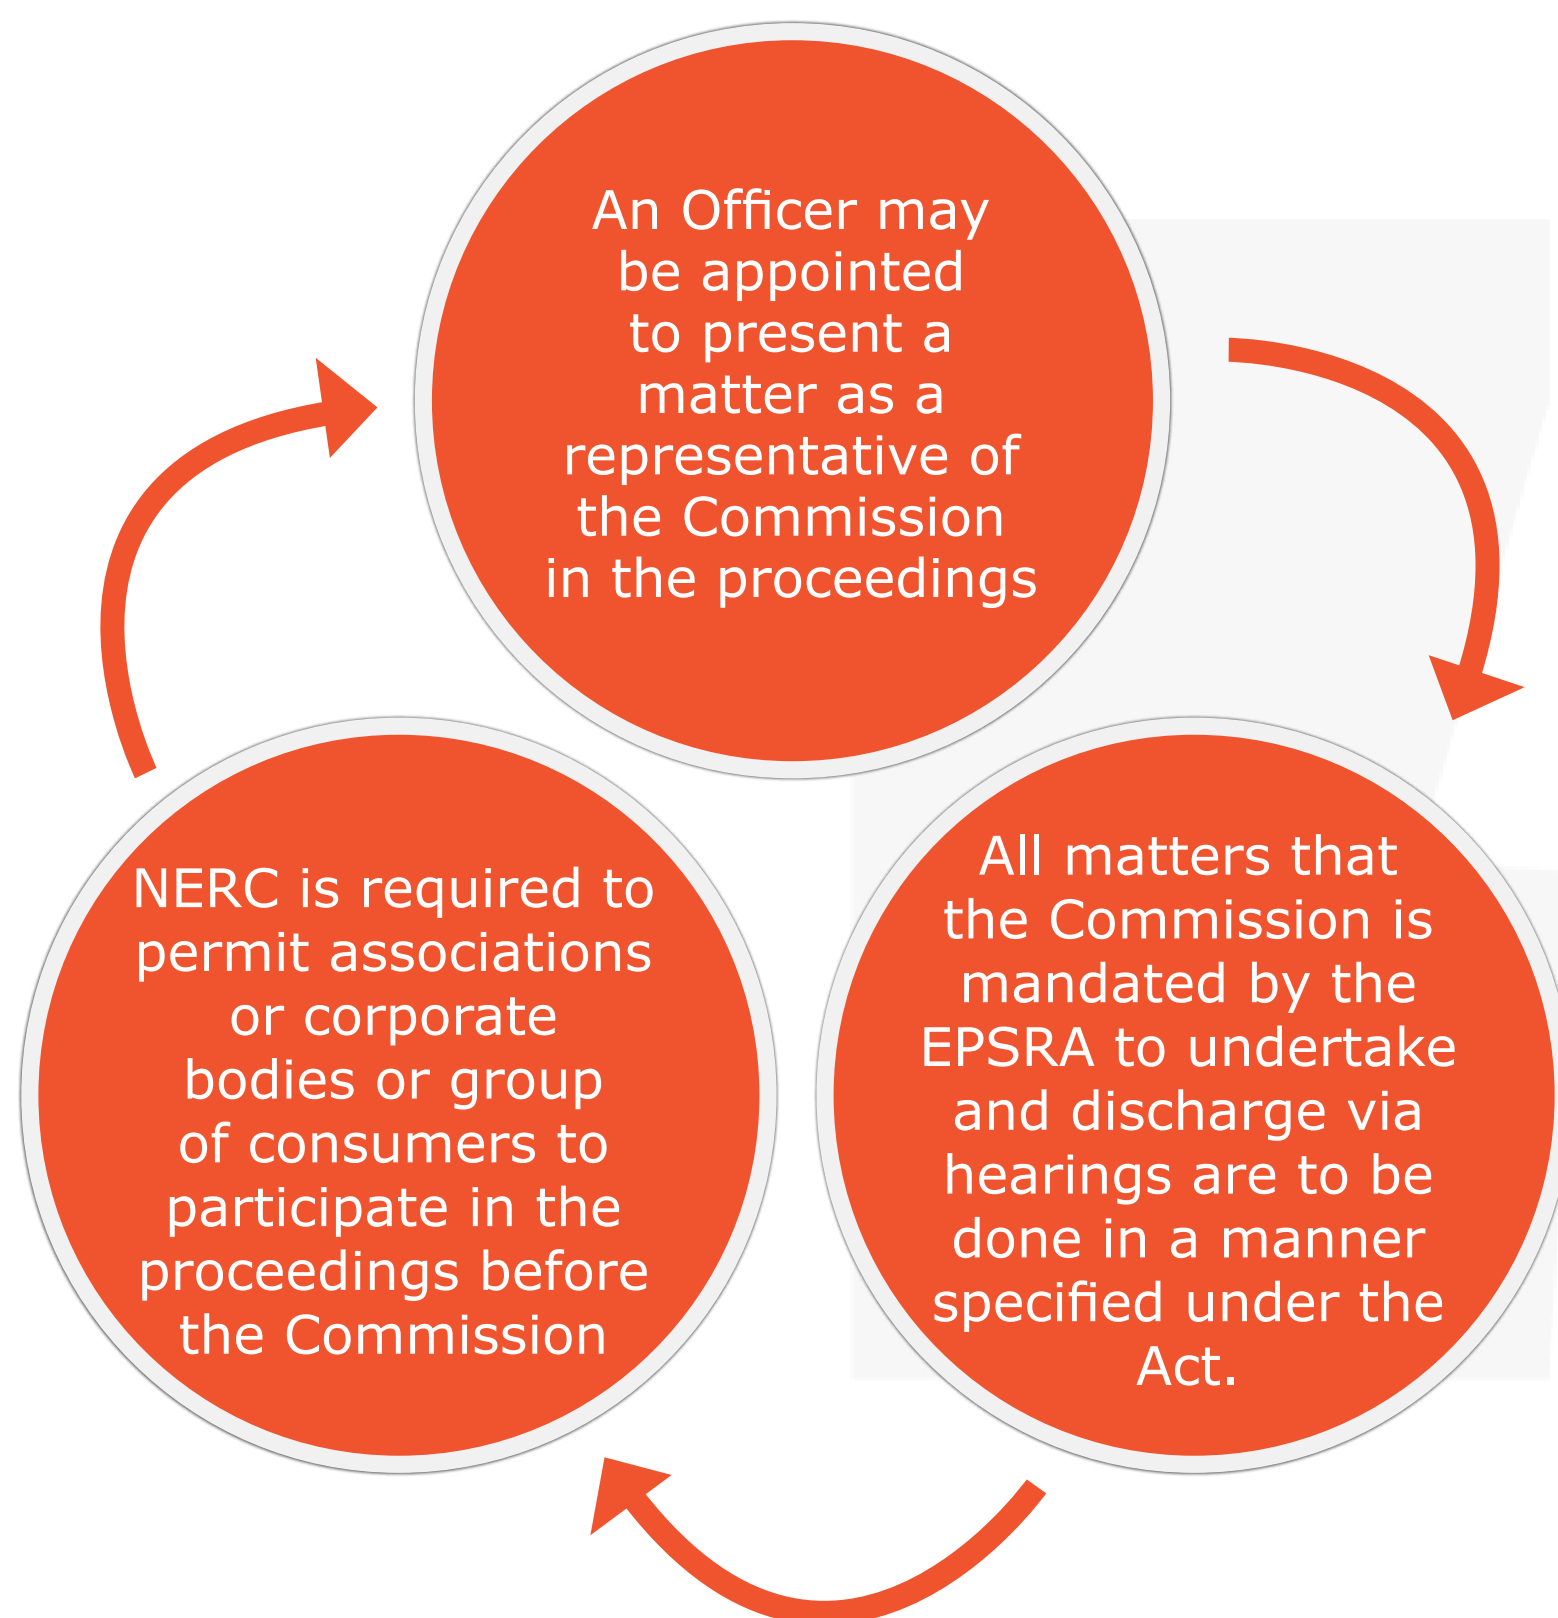 An Officer may
be appointed
to present a
matter as a
representative of
the Commission
in the proceedings
NERC is required to
permit associations
or corporate
bodies or group
of consumers to
participate in the
proceedings before
the Commission
All matters that
the Commission is
mandated by the
EPSRA to undertake
and discharge via
hearings are to be
done in a manner
specified under the
Act.